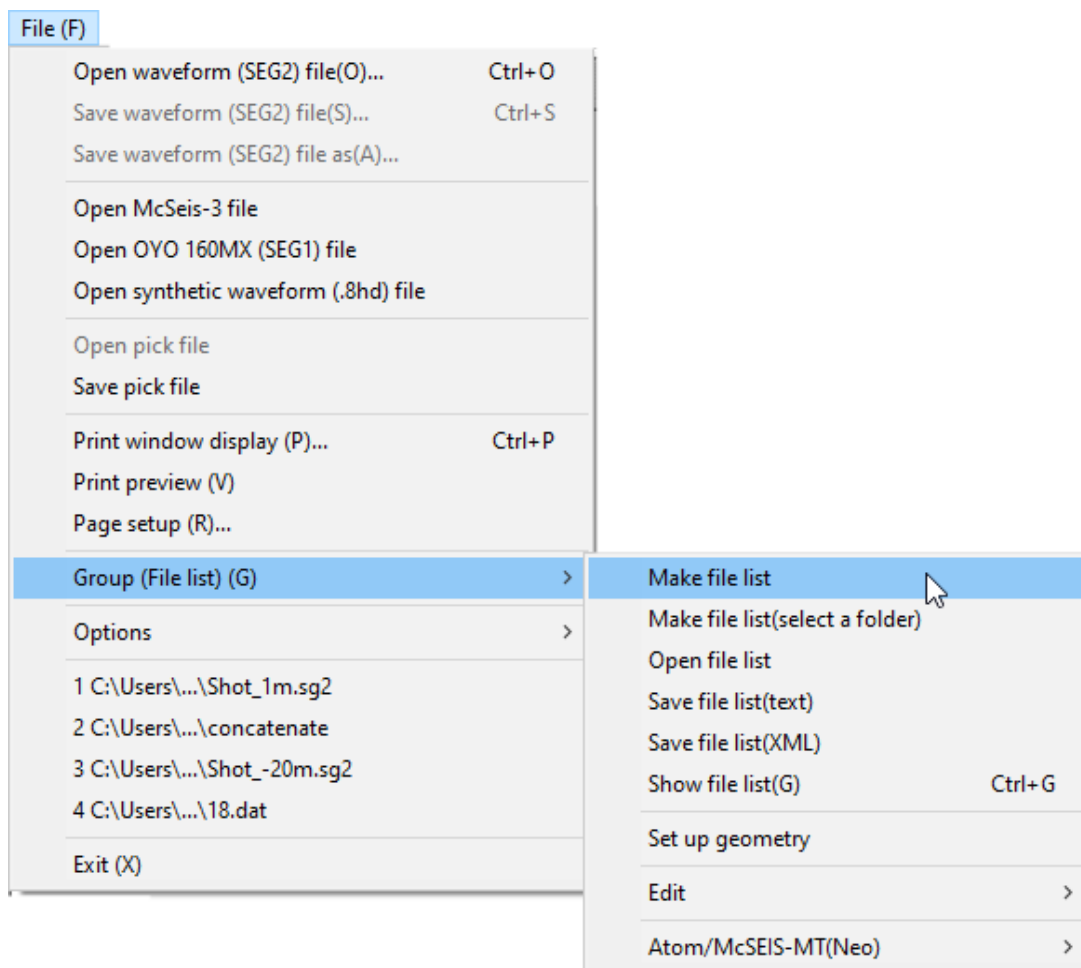 File (F)
Open waveform (SEG2) file(O)... Ctrl+O
Save waveform (SEG2) file(S)... Ctrl+S
Save waveform (SEG2) file as(A)...
Open McSeis-3 file
Open OYO 160MX (SEG1) file
Open synthetic waveform (.8hd) file
Open pick file
Save pick file
Print window display (P)... Ctrl+P
Print preview (V)
Page setup (R)...
Group (File list) (G) >
Options >
1 C:\Users\...\Shot_1m.sg2
2 C:\Users\...\concatenate
3 C:\Users\...\Shot_-20m.sg2
4 C:\Users\...\18.dat
Exit (X)
Make file list
Make file list(select a folder)
Open file list
Save file list(text)
Save file list(XML)
Show file list(G) Ctrl+G
Set up geometry
Edit >
Atom/McSEIS-MT(Neo) >